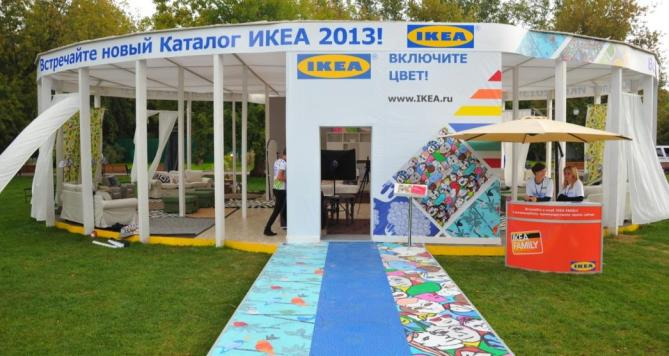 Встречайте новый Каталог ИКЕА 2013!
IKEA
IKEA
ВКЛЮЧИТЕ
ЦВЕТ!
www.IKEA.ru
IKEA
FAMILY
IKEA